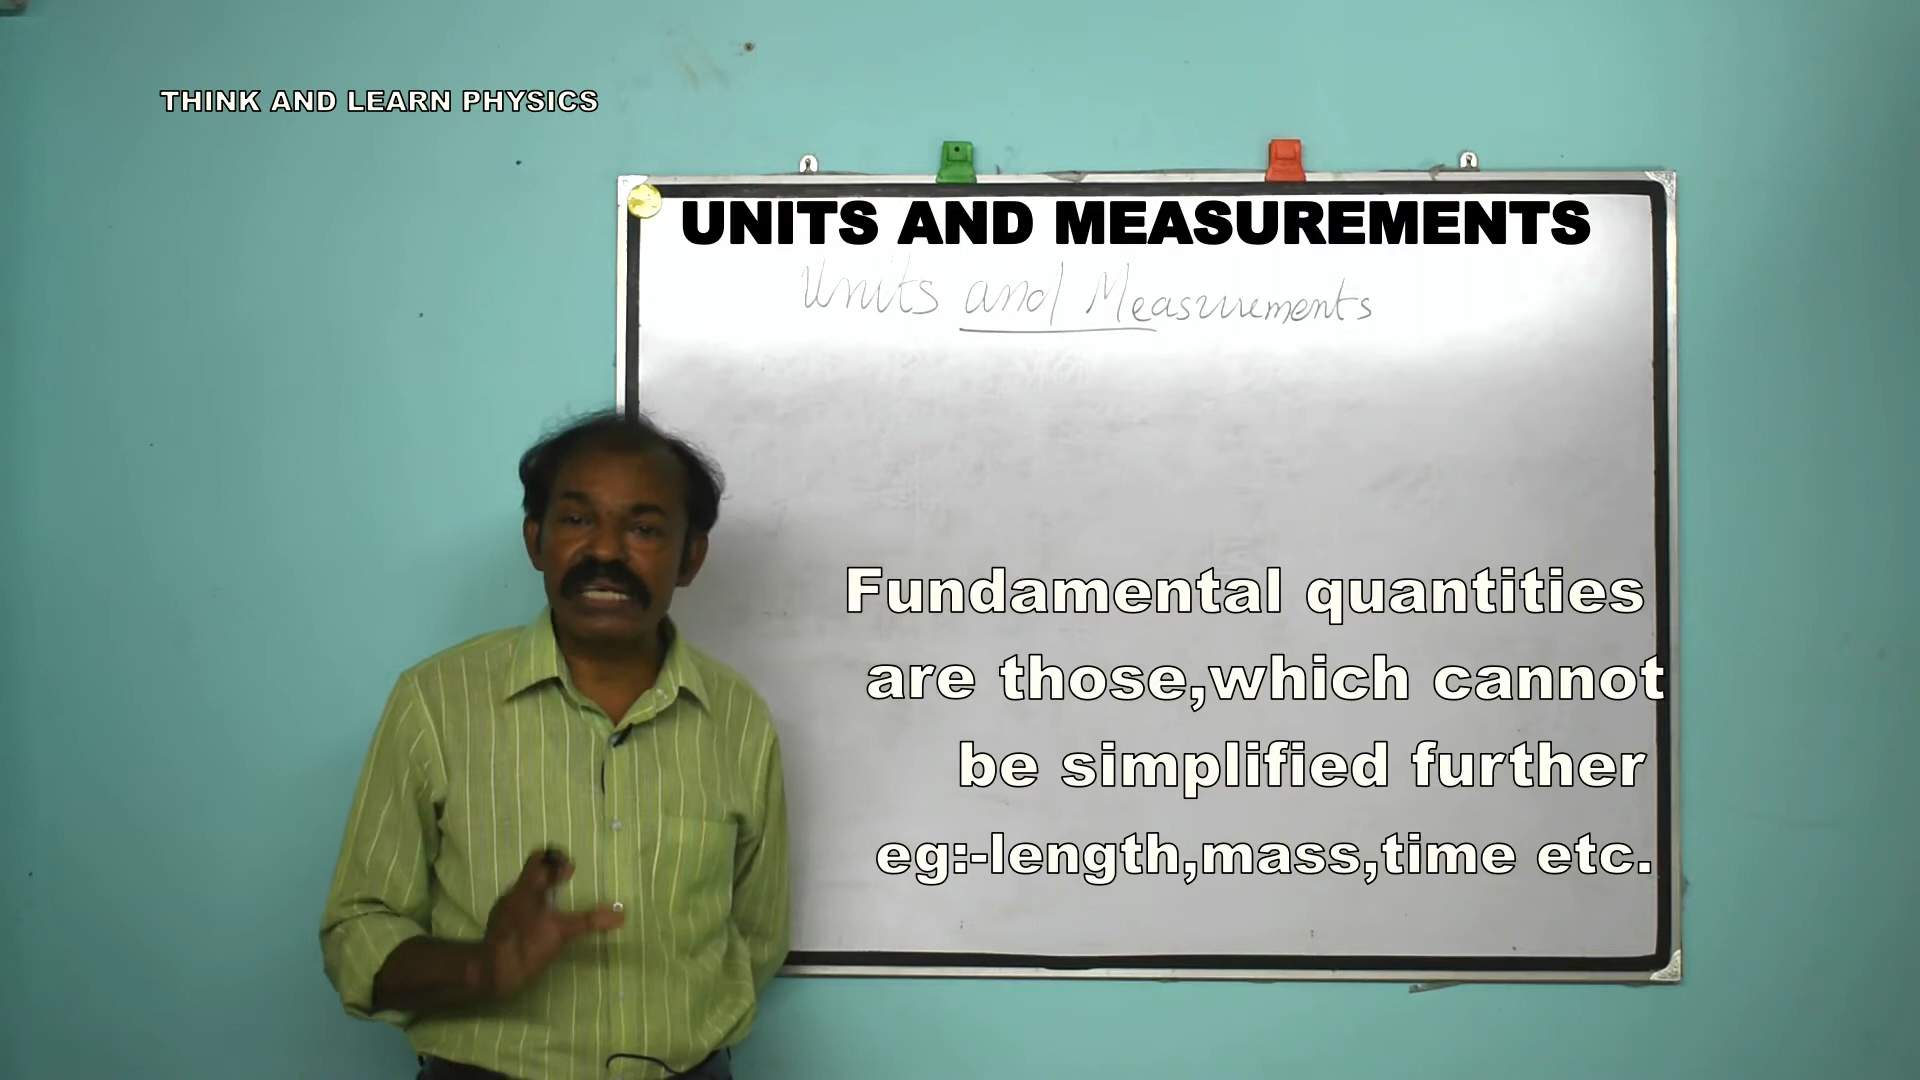 THINK AND LEARN PHYSICS
UNITS AND MEASUREMENTS
Units and Measurements
Fundamental quantities
are those,which cannot
be simplified further
eg:-length,mass,time etc.